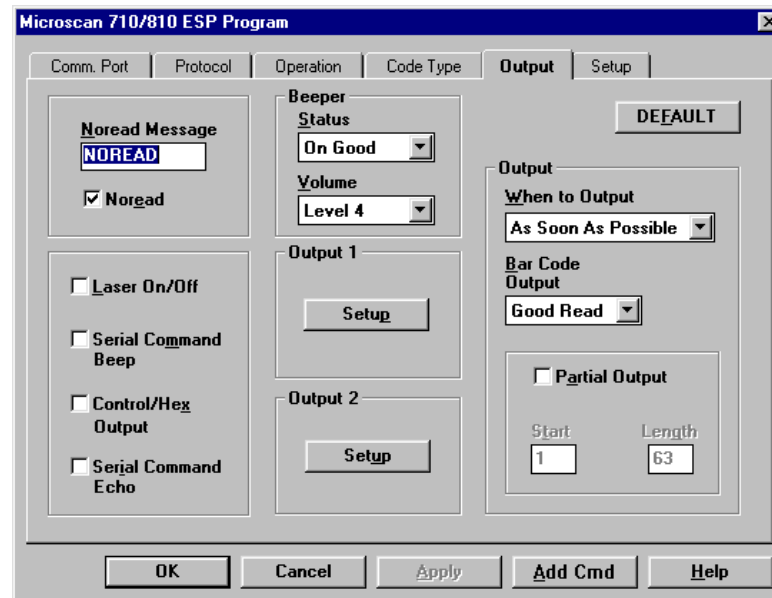 Microscan 710/810 ESP Program
Comm. Port Protocol Operation Code Type Output Setup
Noread Message
NOREAD
Noread
Laser On/Off
Serial Command
Beep
Control/Hex
Output
Serial Command
Echo
Beeper
Status
On Good
Volume
Level 4
Output 1
Setup
Output 2
Setup
DEFAULT
Output
When to Output
As Soon As Possible
Bar Code
Output
Good Read
Partial Output
Start Length
1 63
OK Cancel Apply Add Cmd Help